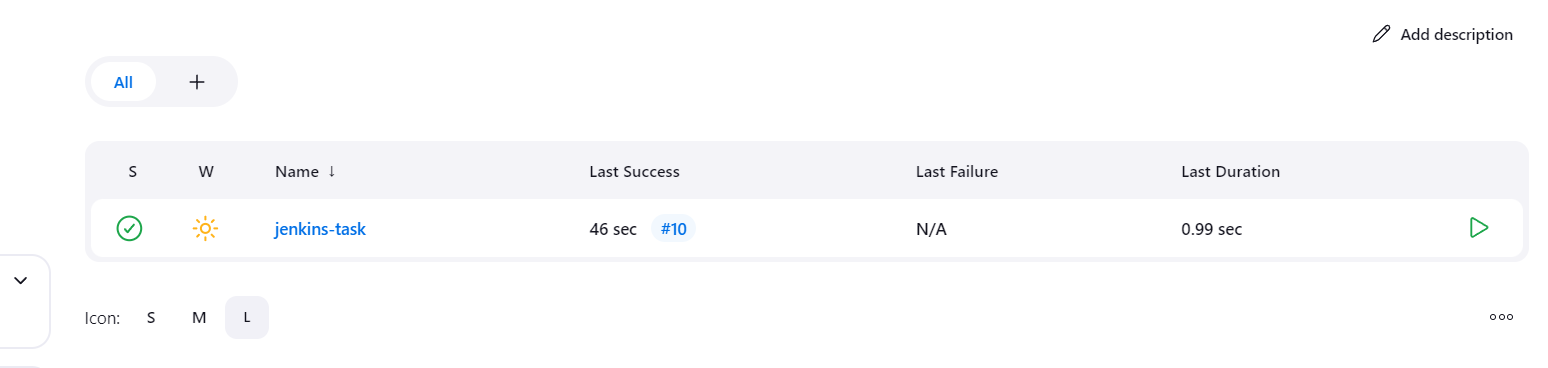 Add description
All +
S W Name ↓ Last Success Last Failure Last Duration
jenkins-task 46 sec #10 N/A 0.99 sec
Icon: S M L